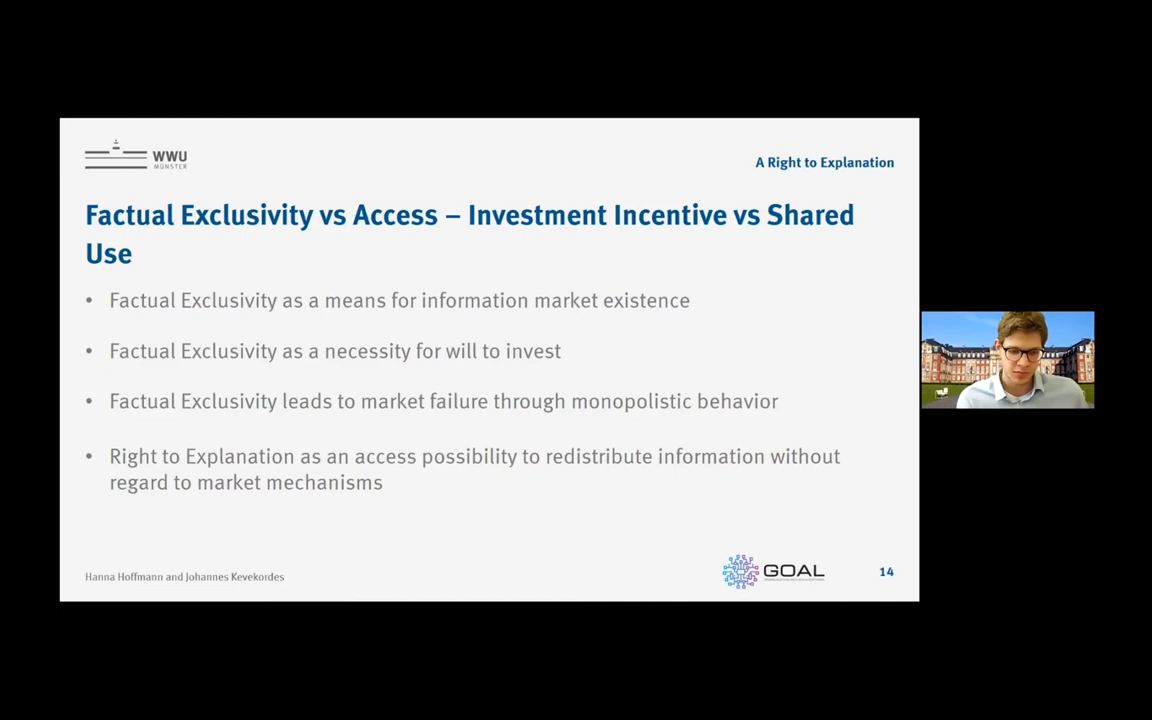 WWU
MÜNSTER
A Right to Explanation
Factual Exclusivity vs Access – Investment Incentive vs Shared
Use
• Factual Exclusivity as a means for information market existence
• Factual Exclusivity as a necessity for will to invest
• Factual Exclusivity leads to market failure through monopolistic behavior
• Right to Explanation as an access possibility to redistribute information without
regard to market mechanisms
Hanna Hoffmann and Johannes Kevekordes
GOAL
14